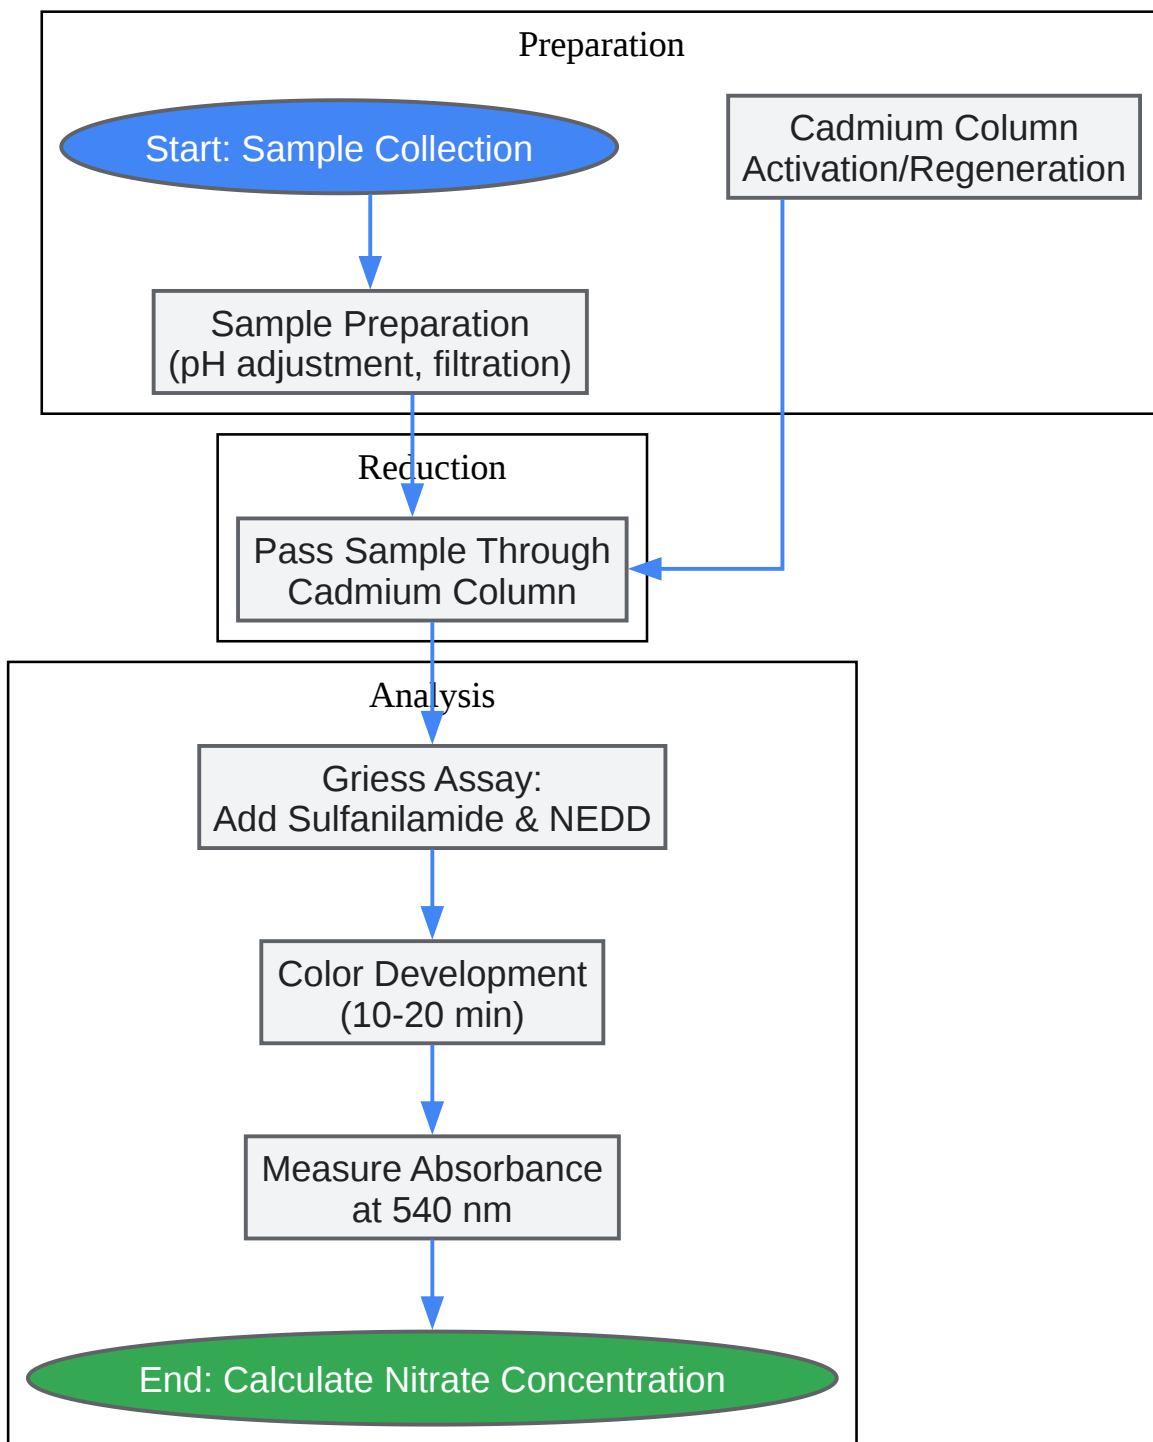 Preparation
Start: Sample Collection
Cadmium Column
Activation/Regeneration
Sample Preparation
(pH adjustment, filtration)
Reduction
Pass Sample Through
Cadmium Column
Analysis
Griess Assay:
Add Sulfanilamide & NEDD
Color Development
(10-20 min)
Measure Absorbance
at 540 nm
End: Calculate Nitrate Concentration